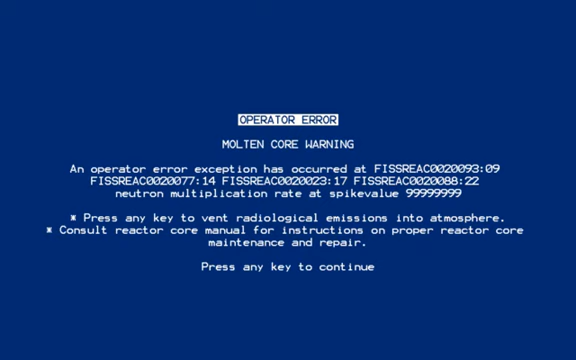 OPERATOR ERROR
MOLTEN CORE WARNING
An operator error exception has occurred at FISSREAC0020093:09
FISSREAC0020077:14 FISSREAC0020023:17 FISSREAC0020088:22
neutron multiplication rate at spikevalue 99999999
* Press any key to vent radiological emissions into atmosphere.
* Consult reactor core manual for instructions on proper reactor core
maintenance and repair.
Press any key to continue